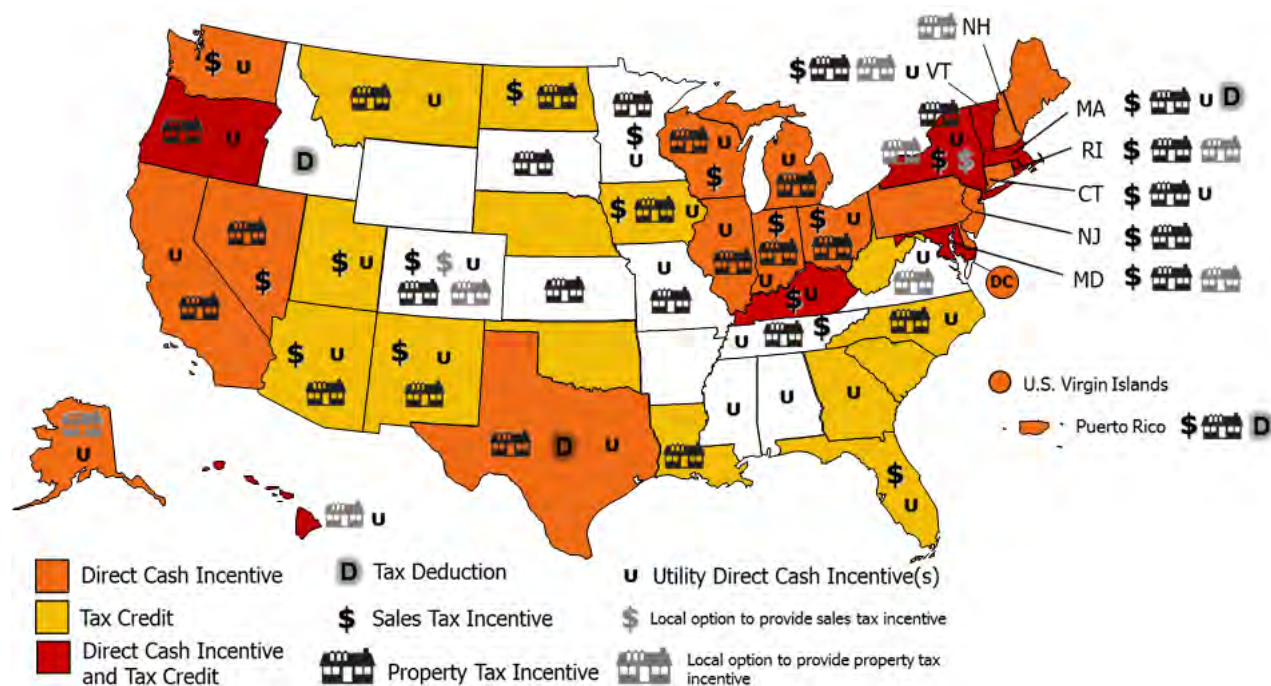 NH
$ U VT
MA $ U D
RI $
CT $ U
NJ $
MD $
$ U
U
U
$
$ U
U
D
$
U
U
$
U
$
U
$ $
$ U
U
$
$ U
$ $ U
U
U
$
$ U
U
$ U
DC
U
$
$ U
$ U
U $
U
U
U
U
D U
$
U
U
U
U.S. Virgin Islands
Puerto Rico $ D
Direct Cash Incentive
D Tax Deduction
U Utility Direct Cash Incentive(s)
Tax Credit
$ Sales Tax Incentive
$ Local option to provide sales tax incentive
Direct Cash Incentive
and Tax Credit
Property Tax Incentive
Local option to provide property tax
incentive